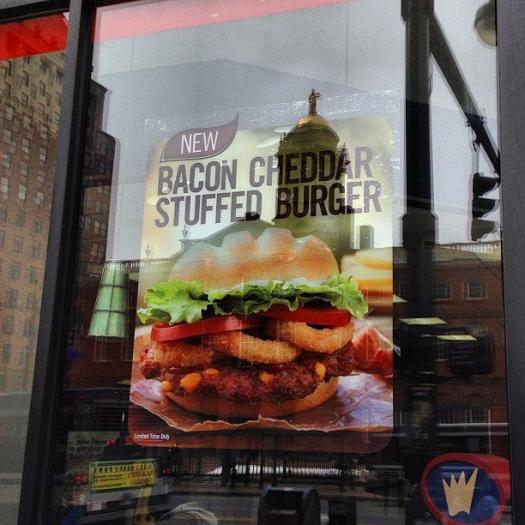 NEW
BACON CHEDDAR
STUFFED BURGER
Limited Time Only